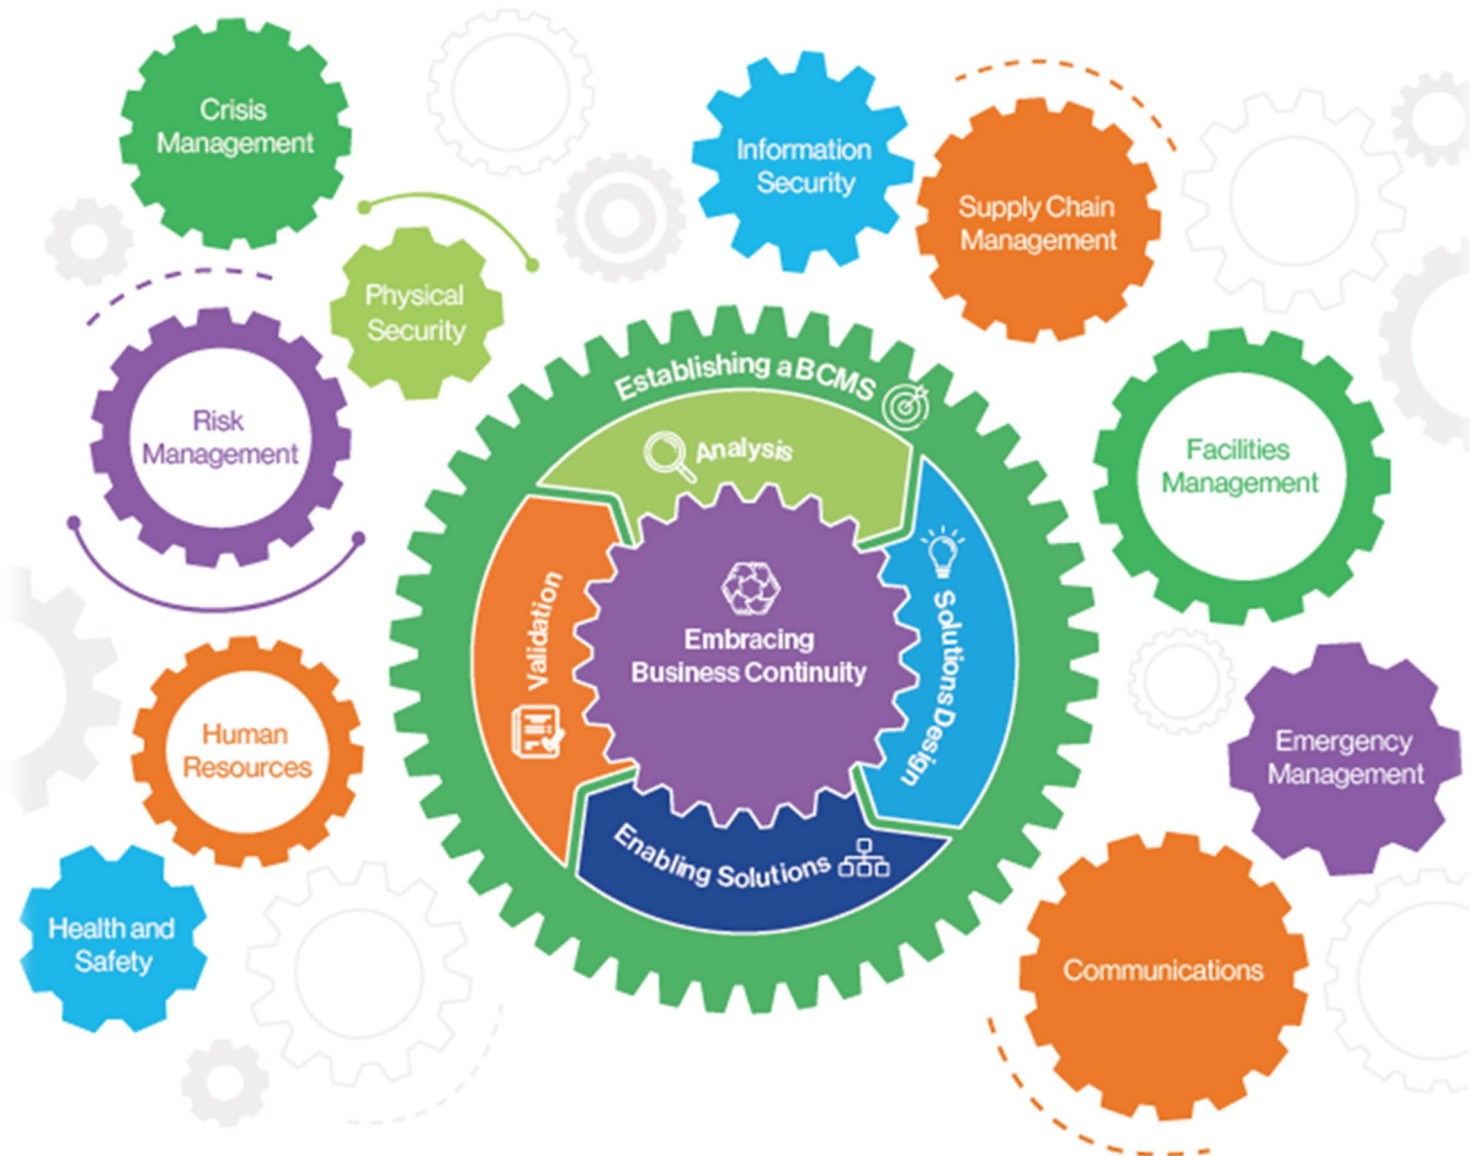 Crisis
Management
Information
Security
Supply Chain
Management
Physical
Security
Risk
Management
Establishing a BCMS
Analysis
Facilities
Management
Validation
Solutions Design
Embracing
Business Continuity
Human
Resources
Emergency
Management
Enabling Solutions
Health and
Safety
Communications